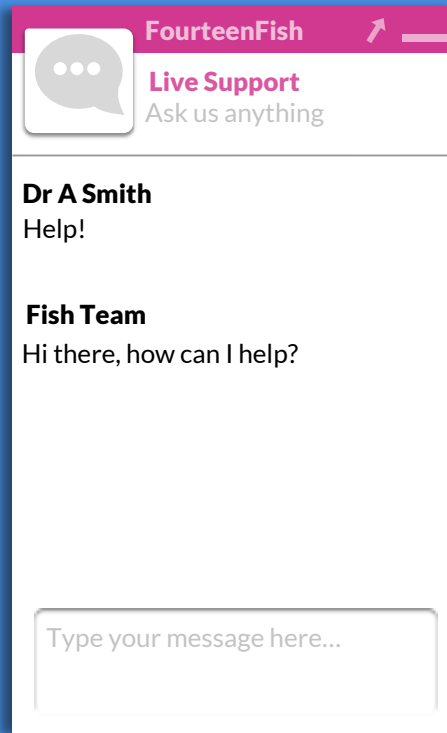 FourteenFish
Live Support
Ask us anything
Dr A Smith
Help!
Fish Team
Hi there, how can I help?
Type your message here...